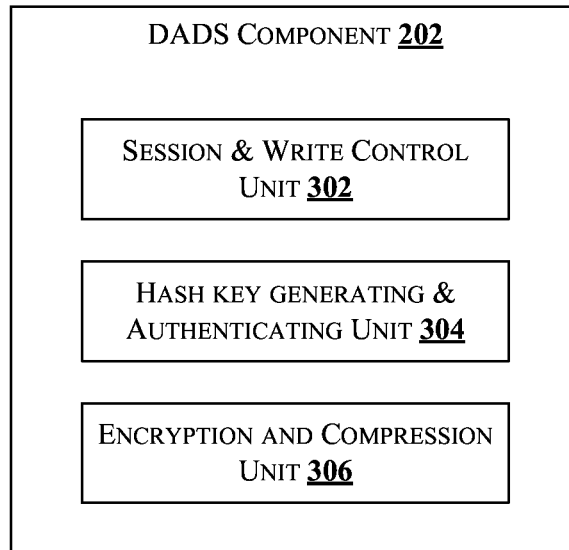 DADS COMPONENT 202
SESSION & WRITE CONTROL
UNIT 302
HASH KEY GENERATING &
AUTHENTICATING UNIT 304
ENCRYPTION AND COMPRESSION
UNIT 306